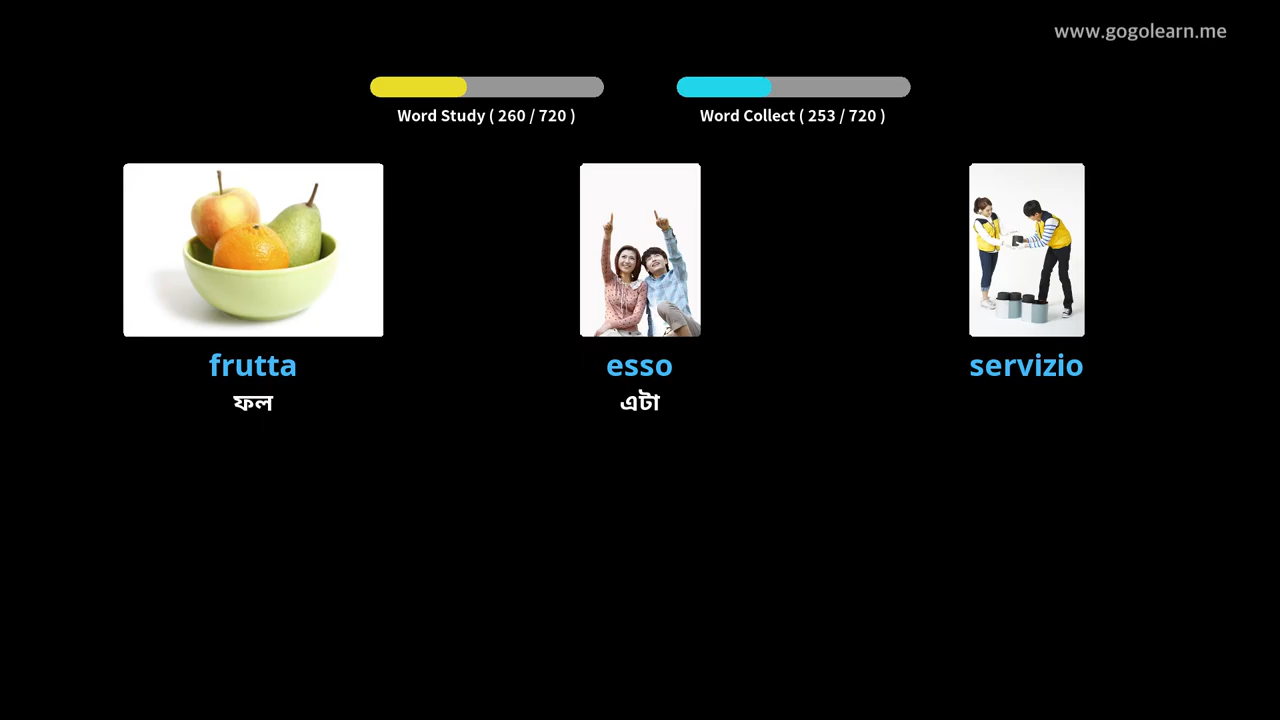 www.gogolearn.me
Word Study ( 260 / 720 )
Word Collect ( 253 / 720 )
frutta
esso
servizio
ফল
এটা